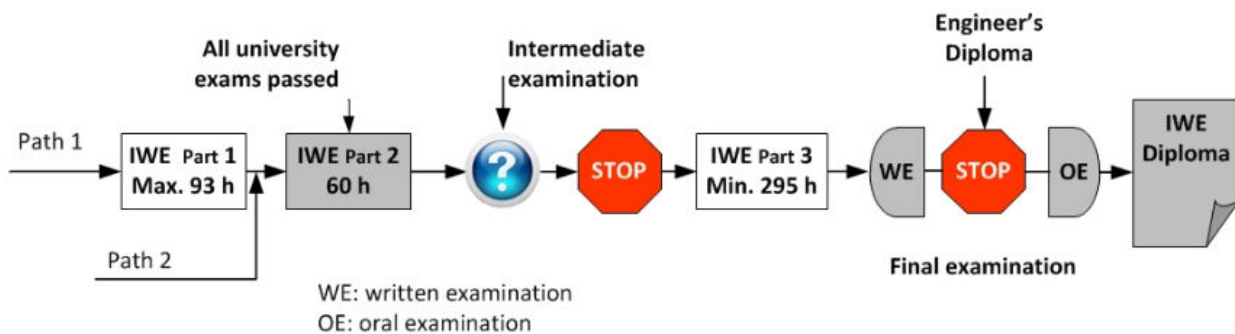 All university
exams passed
Intermediate
examination
Engineer's
Diploma
Path 1
IWE Part 1
Max. 93 h
IWE Part 2
60 h
?
STOP
IWE Part 3
Min. 295 h
WE
STOP
OE
IWE
Diploma
Path 2
Final examination
WE: written examination
OE: oral examination